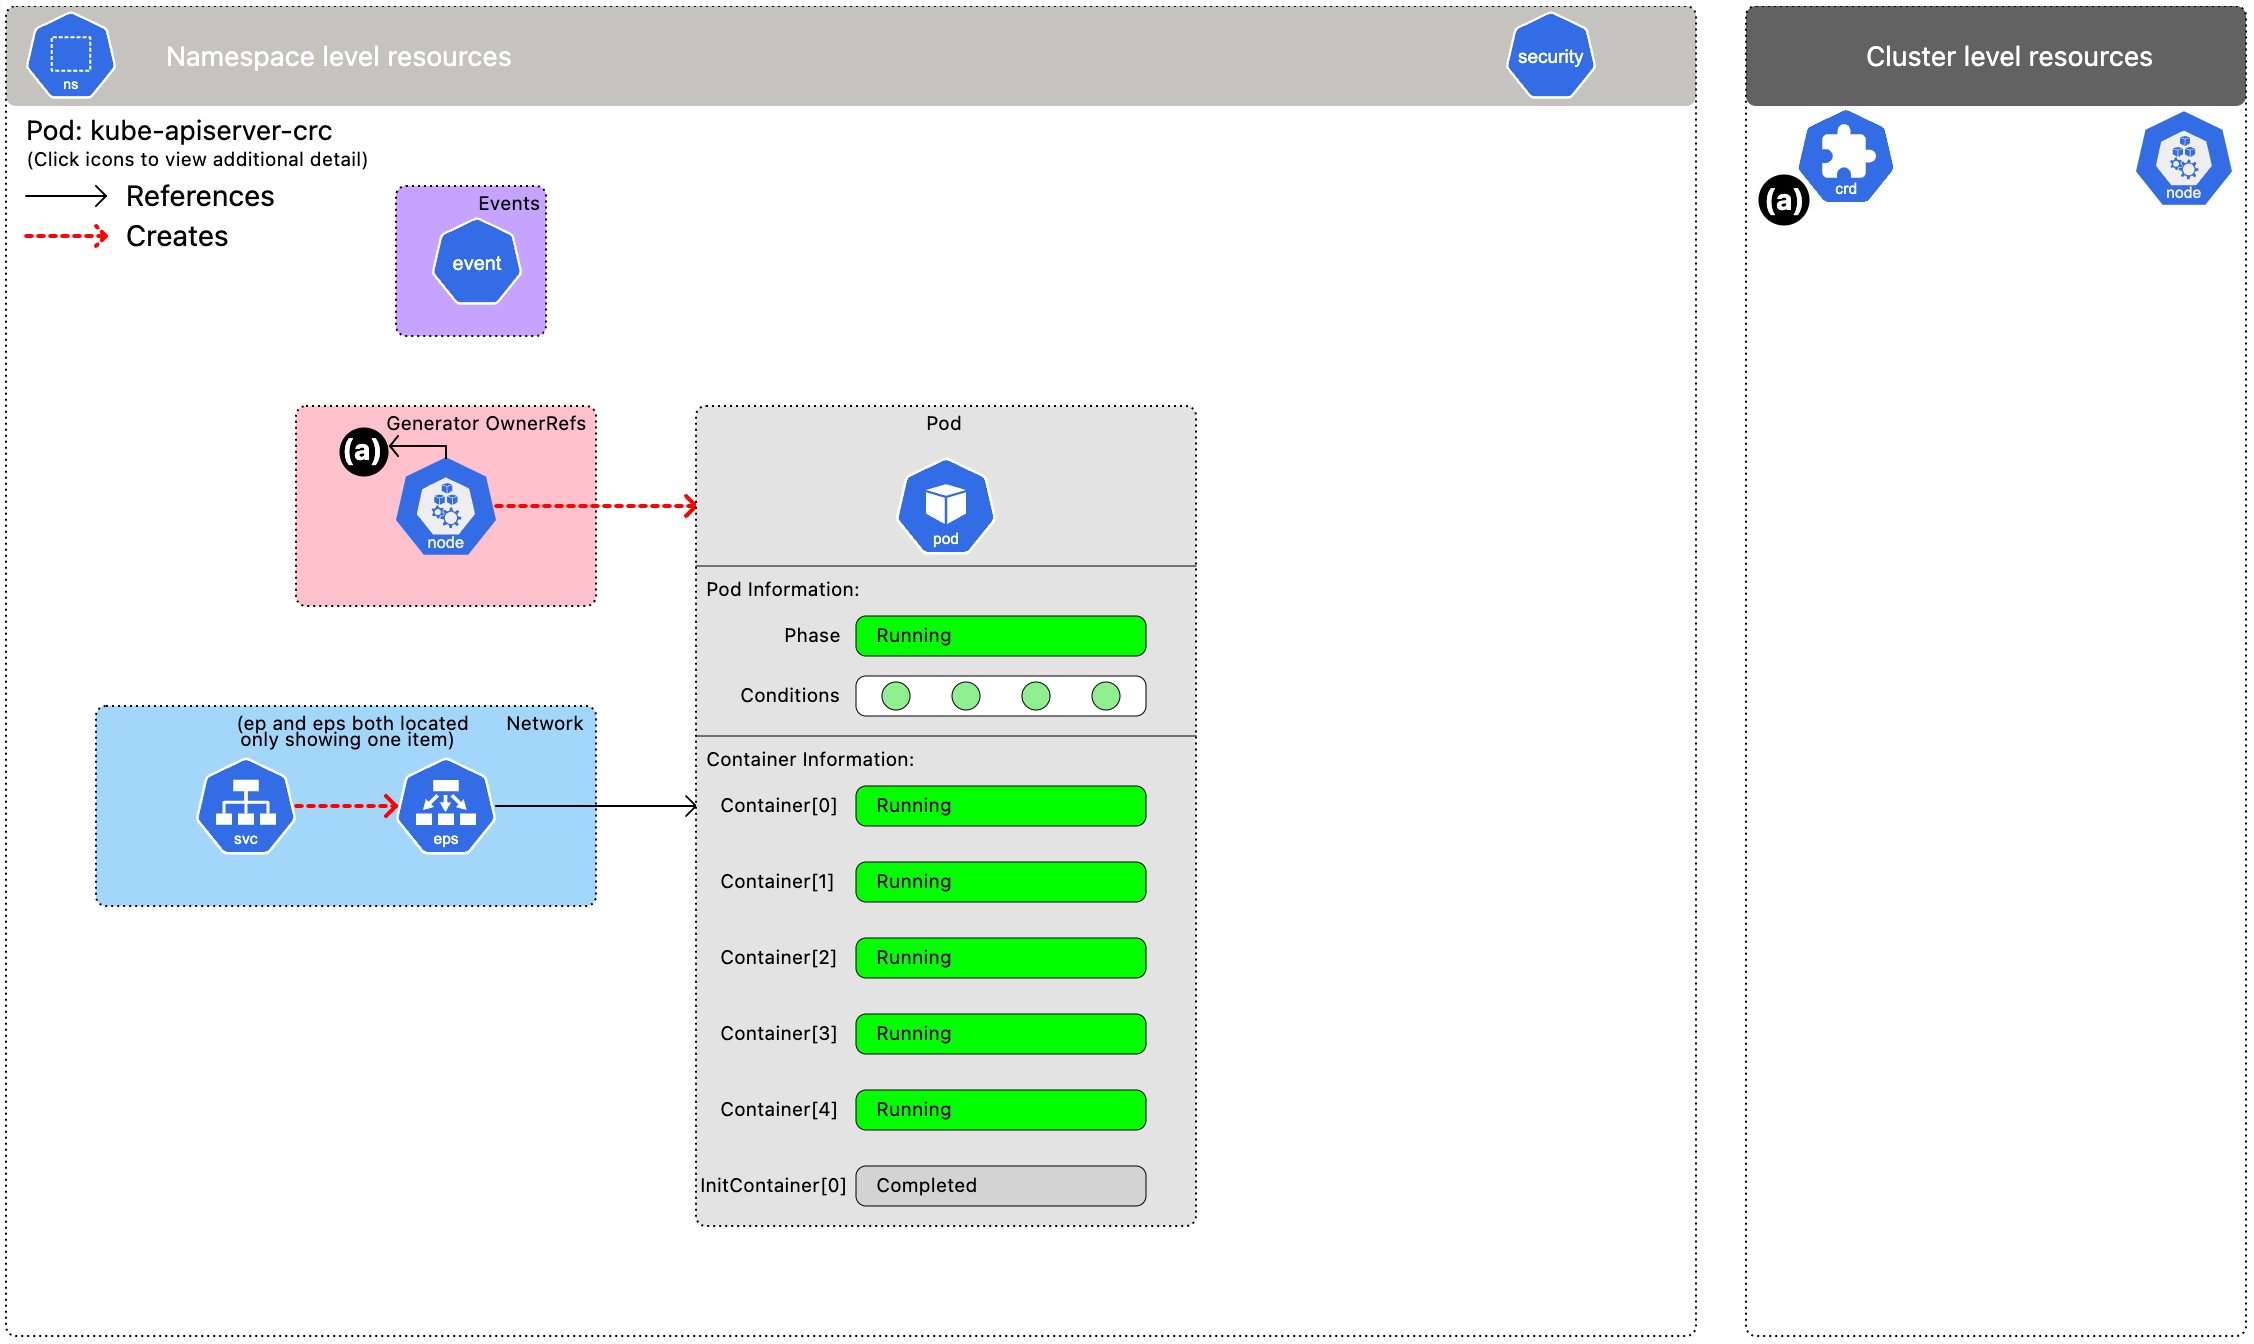 ns
Namespace level resources
security
Cluster level resources
Pod: kube-apiserver-crc
(Click icons to view additional detail)
References
Creates
Events
event
crd
(a)
node
Generator OwnerRefs
(a)
node
Pod
pod
Pod Information:
Phase
Running
Conditions
(ep and eps both located
only showing one item)
Network
svc
eps
Container Information:
Container[0]
Running
Container[1]
Running
Container[2]
Running
Container[3]
Running
Container[4]
Running
InitContainer[0]
Completed